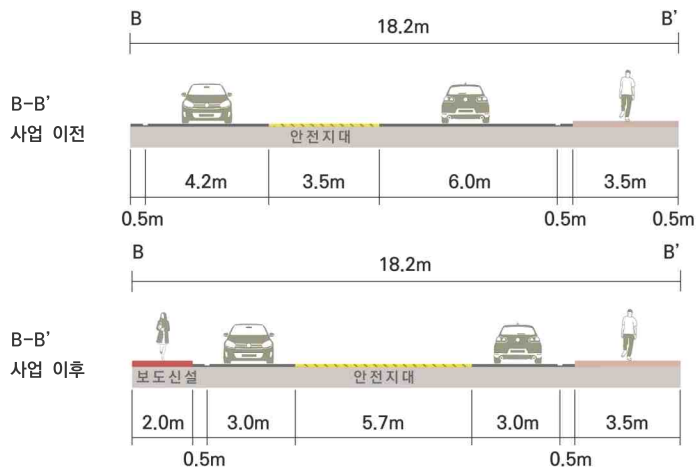 B B’
18.2m
B-B’
사업 이전
안전지대
4.2m 3.5m 6.0m 3.5m
0.5m 0.5m 0.5m
B B’
18.2m
B-B’
사업 이후
보도신설 안전지대
2.0m 3.0m 5.7m 3.0m 3.5m
0.5m 0.5m